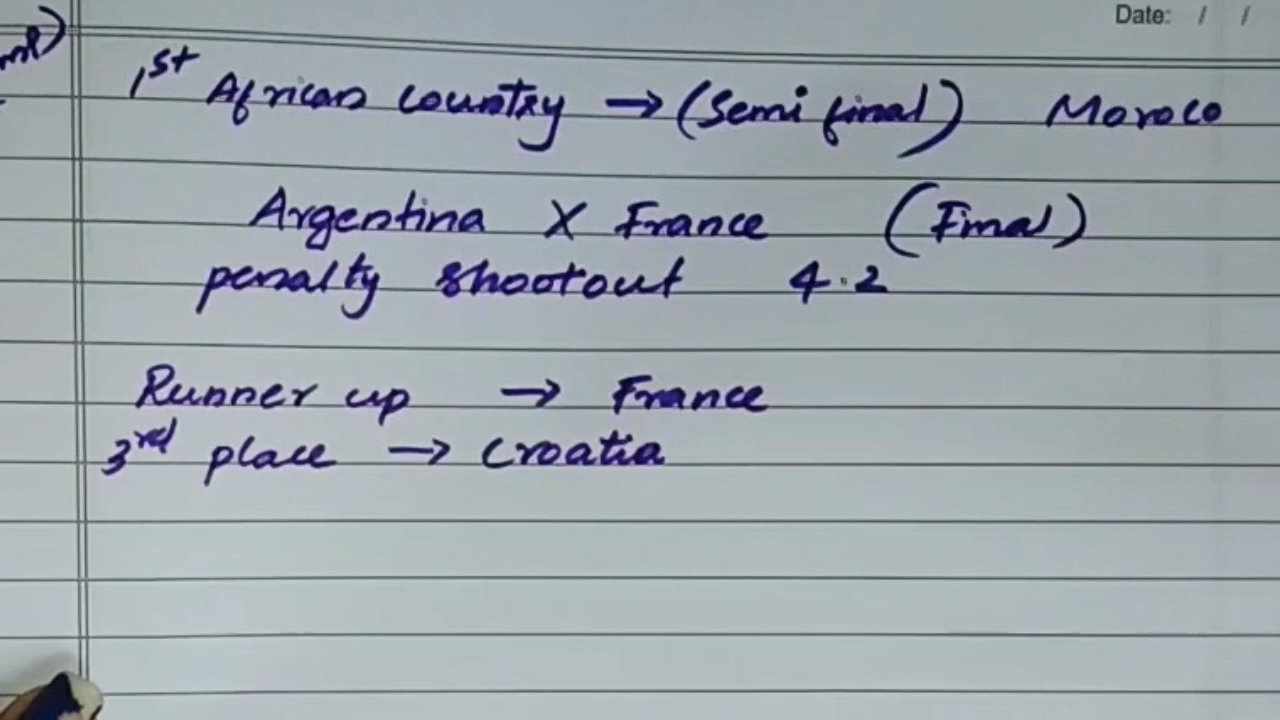 Date: / /
1st African country → (Semi final) Moroco
Argentina X France (Final)
penalty shootout 4.2
Runner up → France
3rd place → Croatia